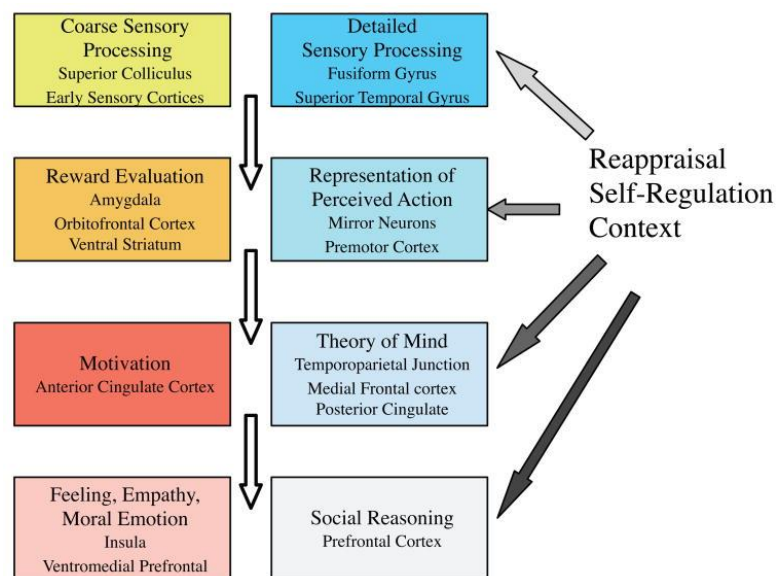 Coarse Sensory
Processing
Superior Colliculus
Early Sensory Cortices
Detailed
Sensory Processing
Fusiform Gyrus
Superior Temporal Gyrus
Reward Evaluation
Amygdala
Orbitofrontal Cortex
Ventral Striatum
Representation of
Perceived Action
Mirror Neurons
Premotor Cortex
Reappraisal
Self-Regulation
Context
Motivation
Anterior Cingulate Cortex
Theory of Mind
Temporoparietal Junction
Medial Frontal cortex
Posterior Cingulate
Feeling, Empathy,
Moral Emotion
Insula
Ventromedial Prefrontal
Social Reasoning
Prefrontal Cortex